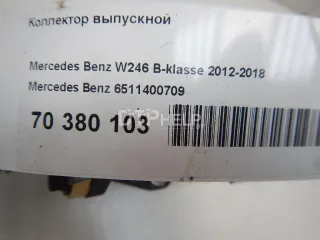 Коллектор выпускной
Mercedes Benz W246 B-klasse 2012-2018
Mercedes Benz 6511400709
70 380 103